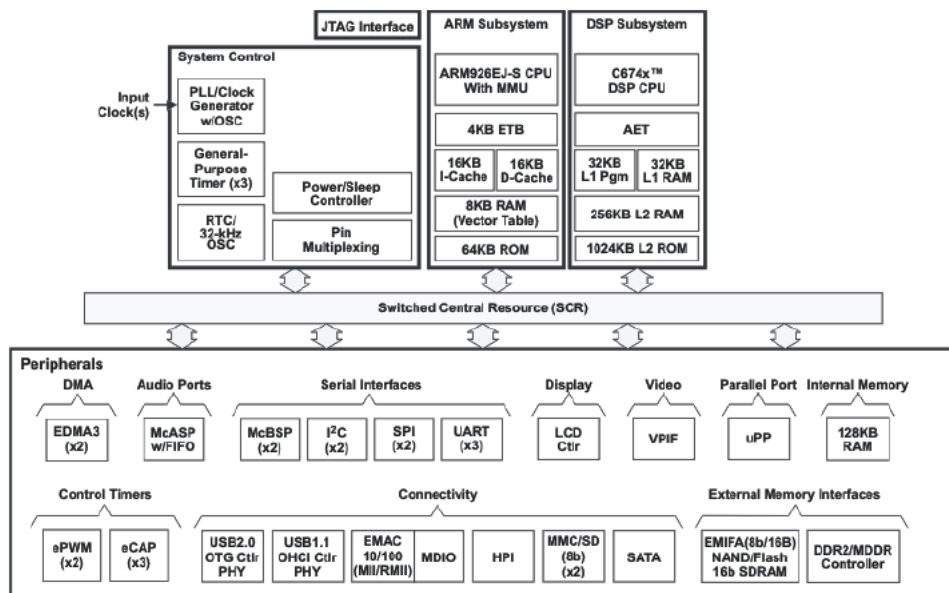 JTAG Interface
ARM Subsystem
DSP Subsystem
System Control
Input
Clock(s)
PLL/Clock
Generator
w/OSC
General-
Purpose
Timer (x3)
RTC/
32-kHz
OSC
Power/Sleep
Controller
Pin
Multiplexing
ARM926EJ-S CPU
With MMU
4KB ETB
16KB
I-Cache
16KB
D-Cache
8KB RAM
(Vector Table)
64KB ROM
C674x™
DSP CPU
AET
32KB
L1 Pgm
32KB
L1 RAM
256KB L2 RAM
1024KB L2 ROM
Switched Central Resource (SCR)
Peripherals
DMA
Audio Ports
Serial Interfaces
Display
Video
Parallel Port
Internal Memory
EDMA3
(x2)
McASP
w/FIFO
McBSP
(x2)
I²C
(x2)
SPI
(x2)
UART
(x3)
LCD
Ctlr
VPIF
uPP
128KB
RAM
Control Timers
Connectivity
External Memory Interfaces
ePWM
(x2)
eCAP
(x3)
USB2.0
OTG Ctlr
PHY
USB1.1
OHCI Ctlr
PHY
EMAC
10/100
(MII/RMII)
MDIO
HPI
MMC/SD
(8b)
(x2)
SATA
EMIFA(8b/16B)
NAND/Flash
16b SDRAM
DDR2/MDDR
Controller